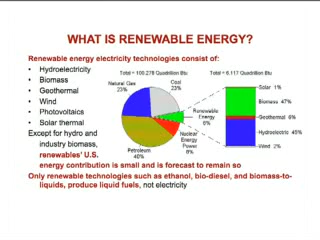 WHAT IS RENEWABLE ENERGY?
Renewable energy electricity technologies consist of:
• Hydroelectricity
• Biomass
• Geothermal
• Wind
• Photovoltaics
• Solar thermal
Except for hydro and
industry biomass,
renewables' U.S.
energy contribution is small and is forecast to remain so
Only renewable technologies such as ethanol, bio-diesel, and biomass-to-
liquids, produce liquid fuels, not electricity
Total = 100.278 Quadrillion Btu
Total = 6.117 Quadrillion Btu
Natural Gas
23%
Coal
23%
Renewable
Energy
6%
Nuclear
Energy
Power
8%
Petroleum
40%
Solar 1%
Biomass 47%
Geothermal 6%
Hydroelectric 45%
Wind 2%